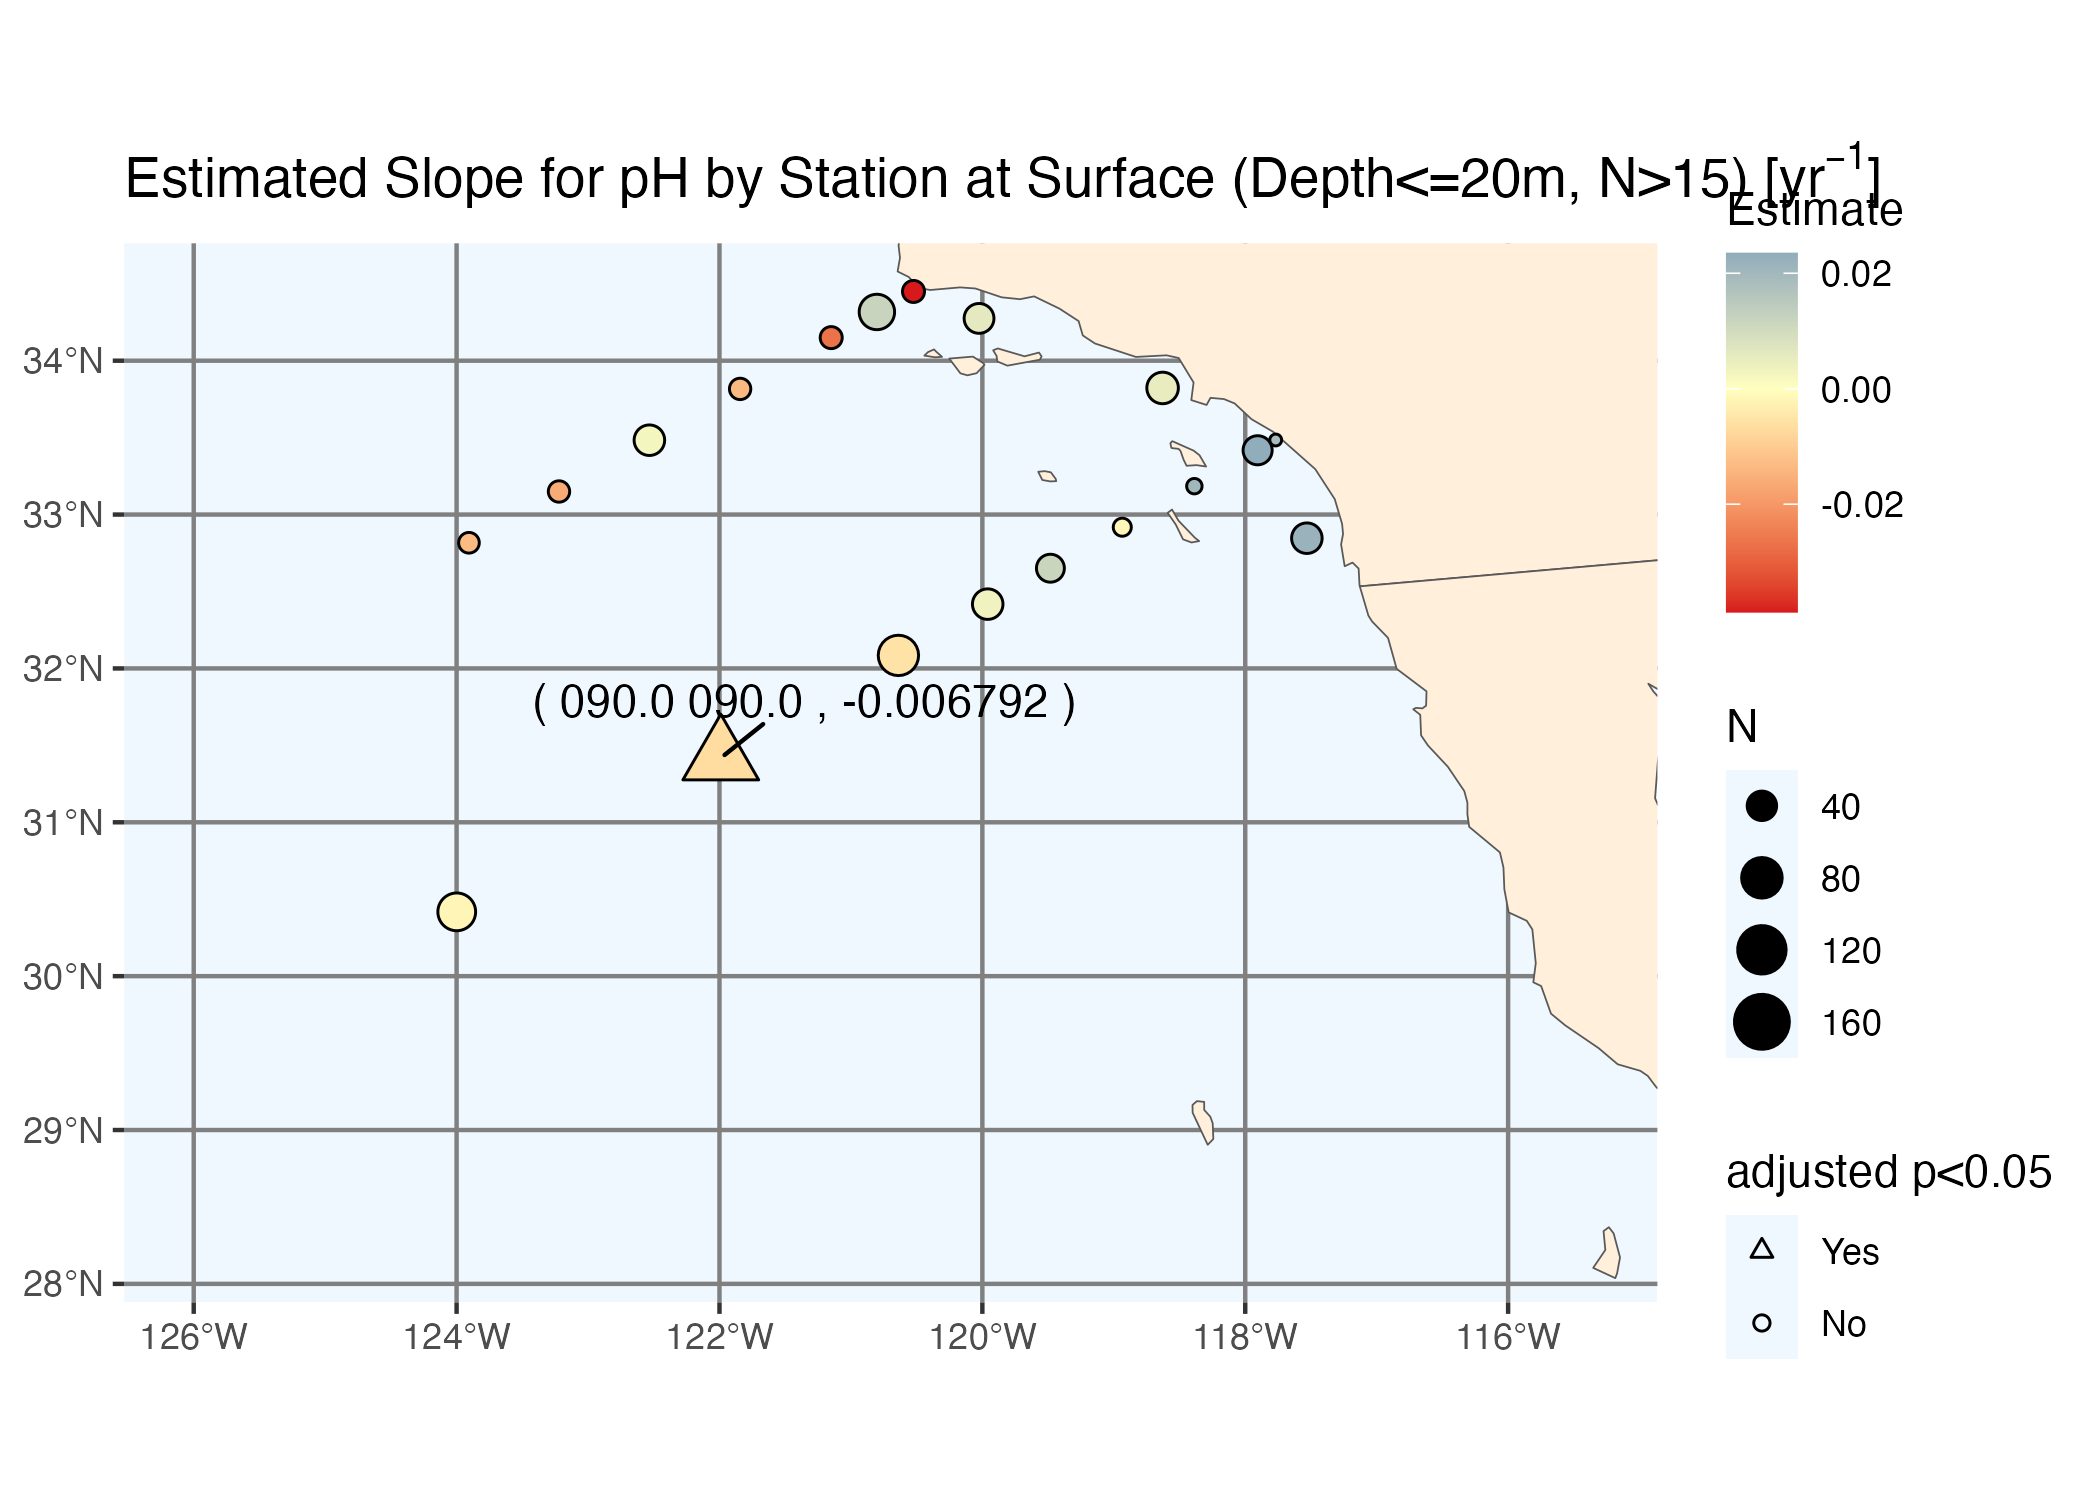 Estimated Slope for pH by Station at Surface (Depth<=20m, N>15) [yr⁻¹]
Estimate
0.02
0.00
-0.02
N
40
80
120
160
adjusted p<0.05
Yes
No
34°N
33°N
32°N
31°N
30°N
29°N
28°N
( 090.0 090.0 , -0.006792 )
126°W 124°W 122°W 120°W 118°W 116°W